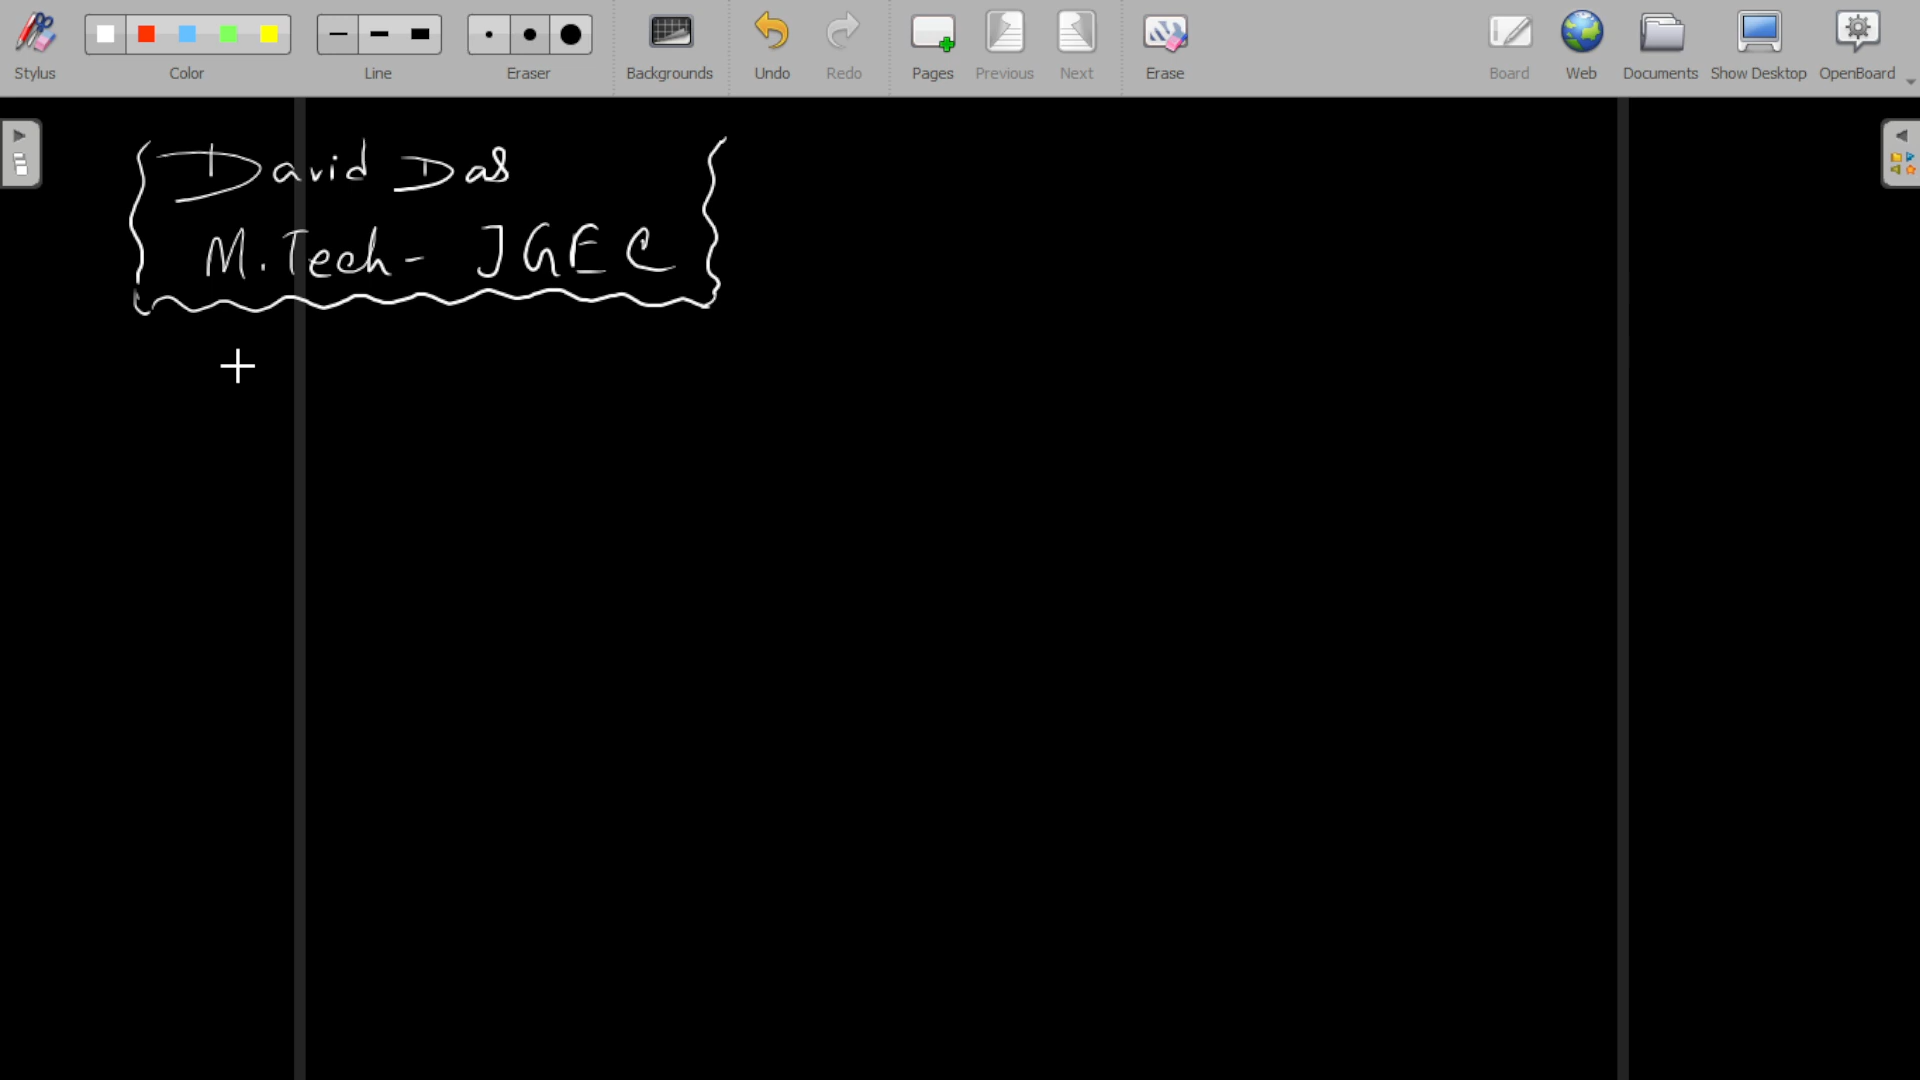 Stylus Color Line Eraser Backgrounds Undo Redo Pages Previous Next Erase Board Web Documents Show Desktop OpenBoard
David Das
M.Tech - JGEC